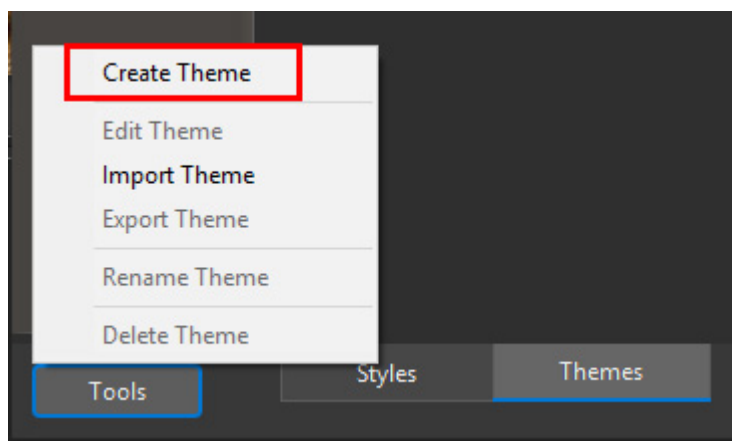 Create Theme
Edit Theme
Import Theme
Export Theme
Rename Theme
Delete Theme
Tools
Styles
Themes